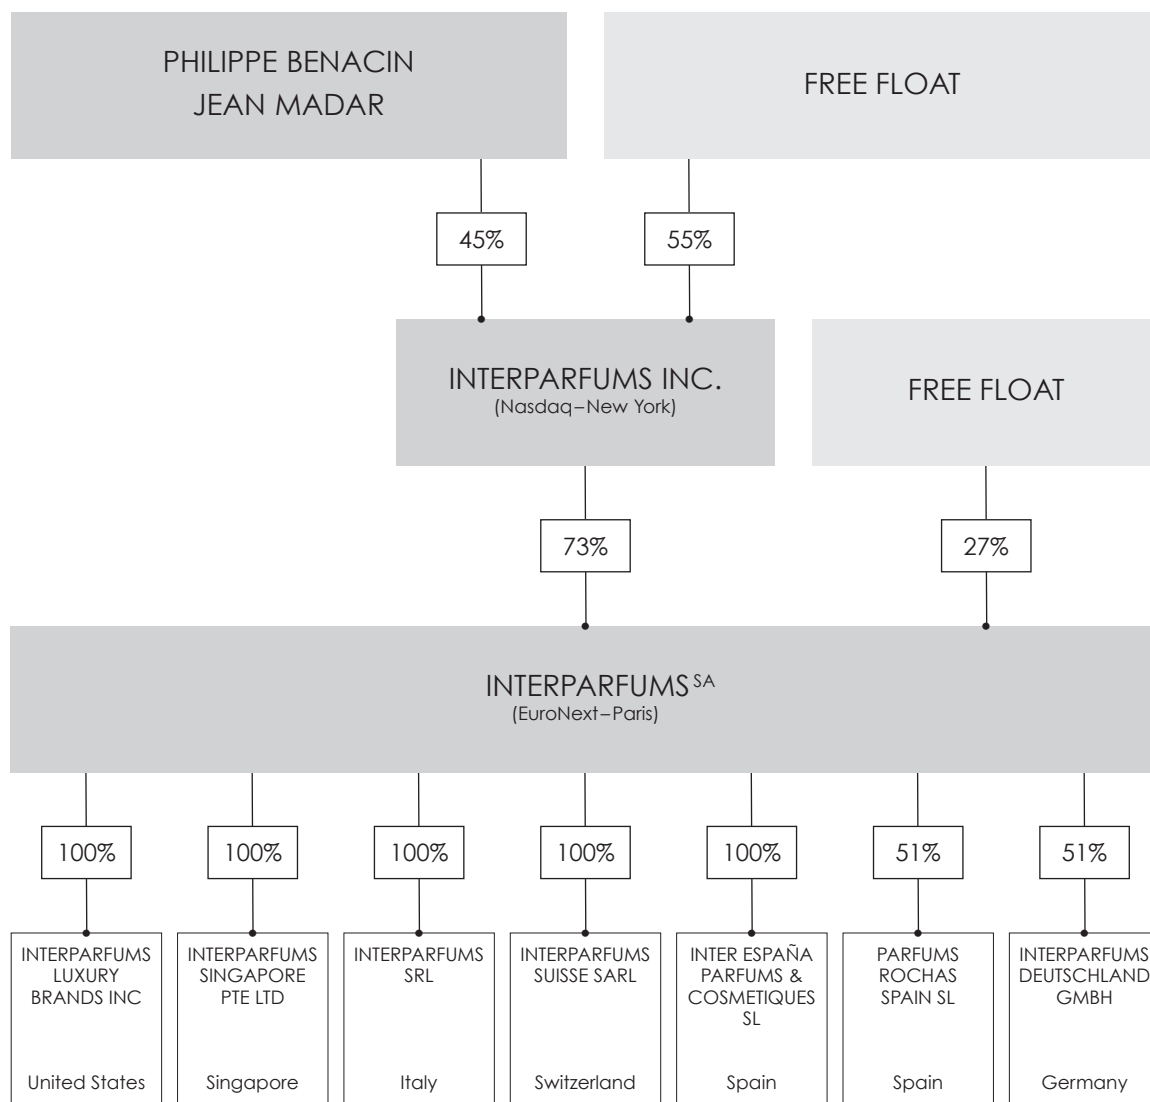 PHILIPPE BENACIN
JEAN MADAR
FREE FLOAT
45%
55%
INTERPARFUMS INC.
(Nasdaq–New York)
FREE FLOAT
73%
27%
INTERPARFUMS SA
(EuroNext–Paris)
100%
100%
100%
100%
100%
51%
51%
INTERPARFUMS
LUXURY
BRANDS INC
United States
INTERPARFUMS
SINGAPORE
PTE LTD
Singapore
INTERPARFUMS
SRL
Italy
INTERPARFUMS
SUISSE SARL
Switzerland
INTER ESPAÑA
PARFUMS &
COSMETIQUES
SL
Spain
PARFUMS
ROCHAS
SPAIN SL
Spain
INTERPARFUMS
DEUTSCHLAND
GMBH
Germany